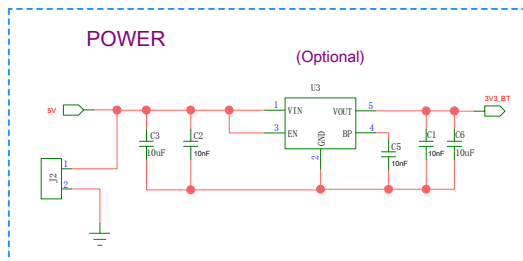 POWER
(Optional)
U3
5V
1
VIN
VOUT
5
3V3_BT
3
EN
BP
4
GND
2
C3
10uF
C2
10nF
C5
10nF
C1
10nF
C6
10uF
J2
1
2